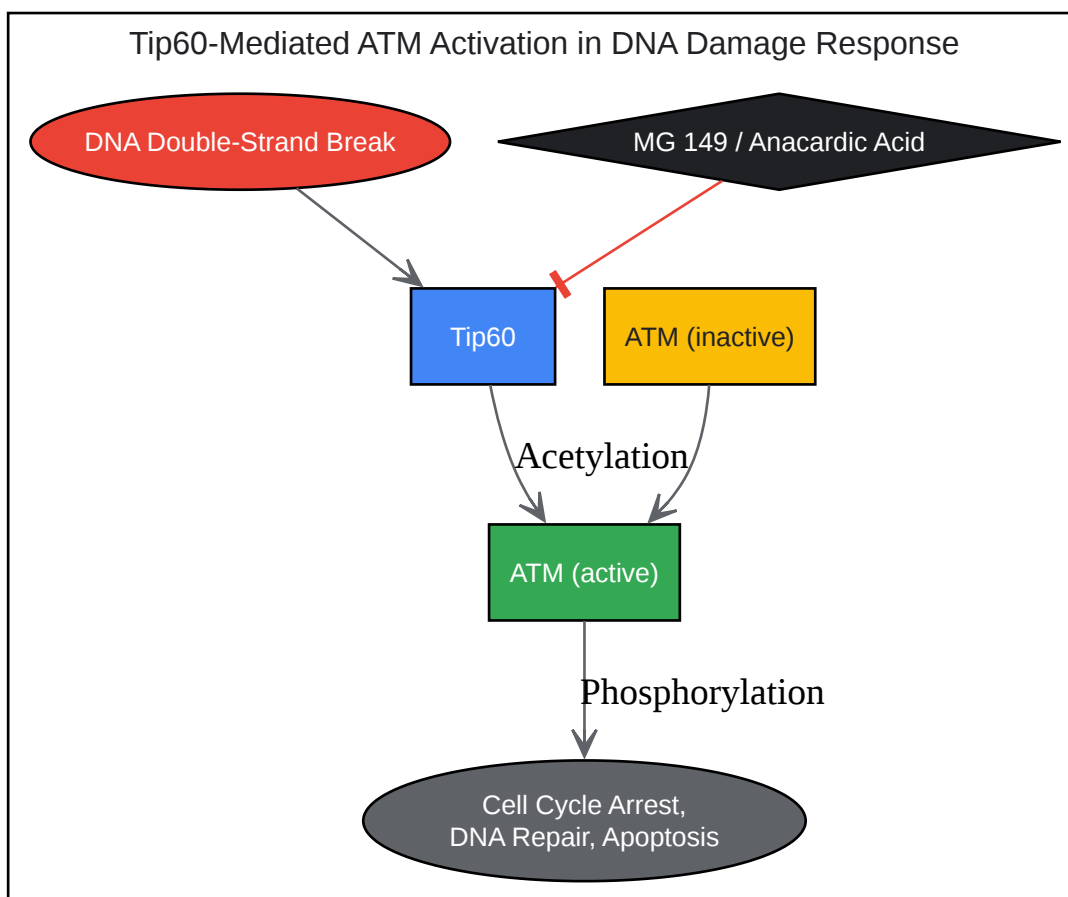 Tip60-Mediated ATM Activation in DNA Damage Response
DNA Double-Strand Break
MG 149 / Anacardic Acid
Tip60
ATM (inactive)
Acetylation
ATM (active)
Phosphorylation
Cell Cycle Arrest,
DNA Repair, Apoptosis